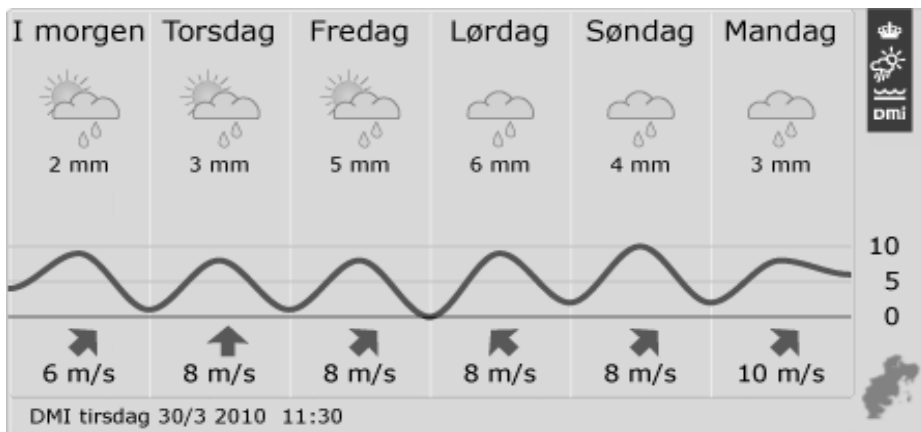 I morgen Torsdag Fredag Lørdag Søndag Mandag
DMi
2 mm 3 mm 5 mm 6 mm 4 mm 3 mm
10
5
0
6 m/s 8 m/s 8 m/s 8 m/s 8 m/s 10 m/s
DMI tirsdag 30/3 2010 11:30